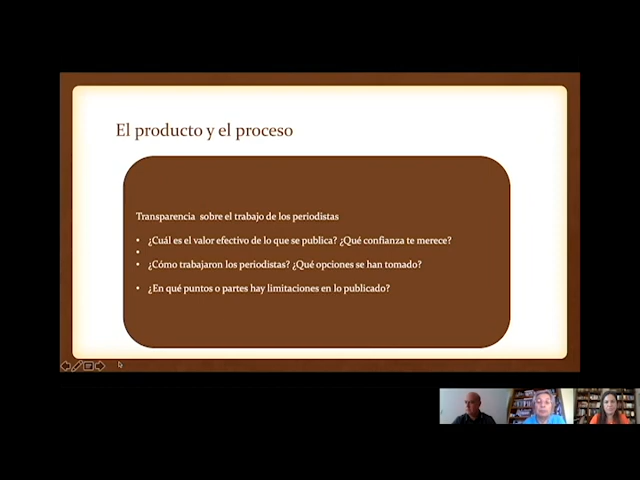 El producto y el proceso
Transparencia sobre el trabajo de los periodistas
• ¿Cuál es el valor efectivo de lo que se publica? ¿Qué confianza te merece?
•
• ¿Cómo trabajaron los periodistas? ¿Qué opciones se han tomado?
• ¿En qué puntos o partes hay limitaciones en lo publicado?